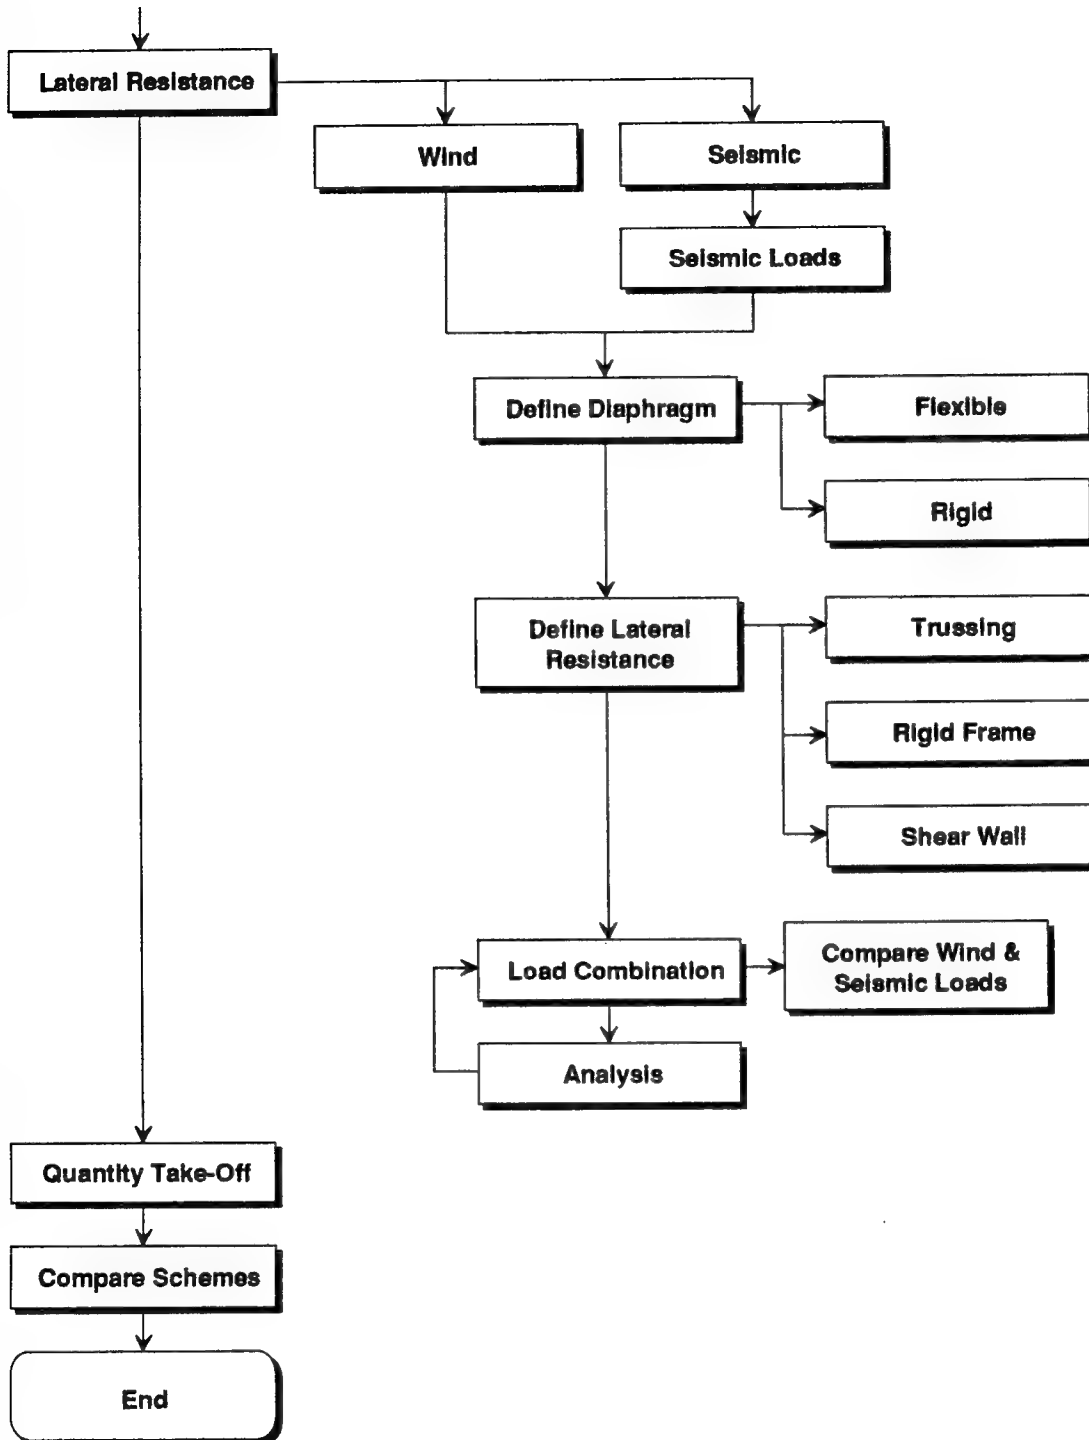 Lateral Resistance
Wind
Seismic
Seismic Loads
Define Diaphragm
Flexible
Rigid
Define Lateral
Resistance
Trussing
Rigid Frame
Shear Wall
Load Combination
Compare Wind &
Seismic Loads
Analysis
Quantity Take-Off
Compare Schemes
End